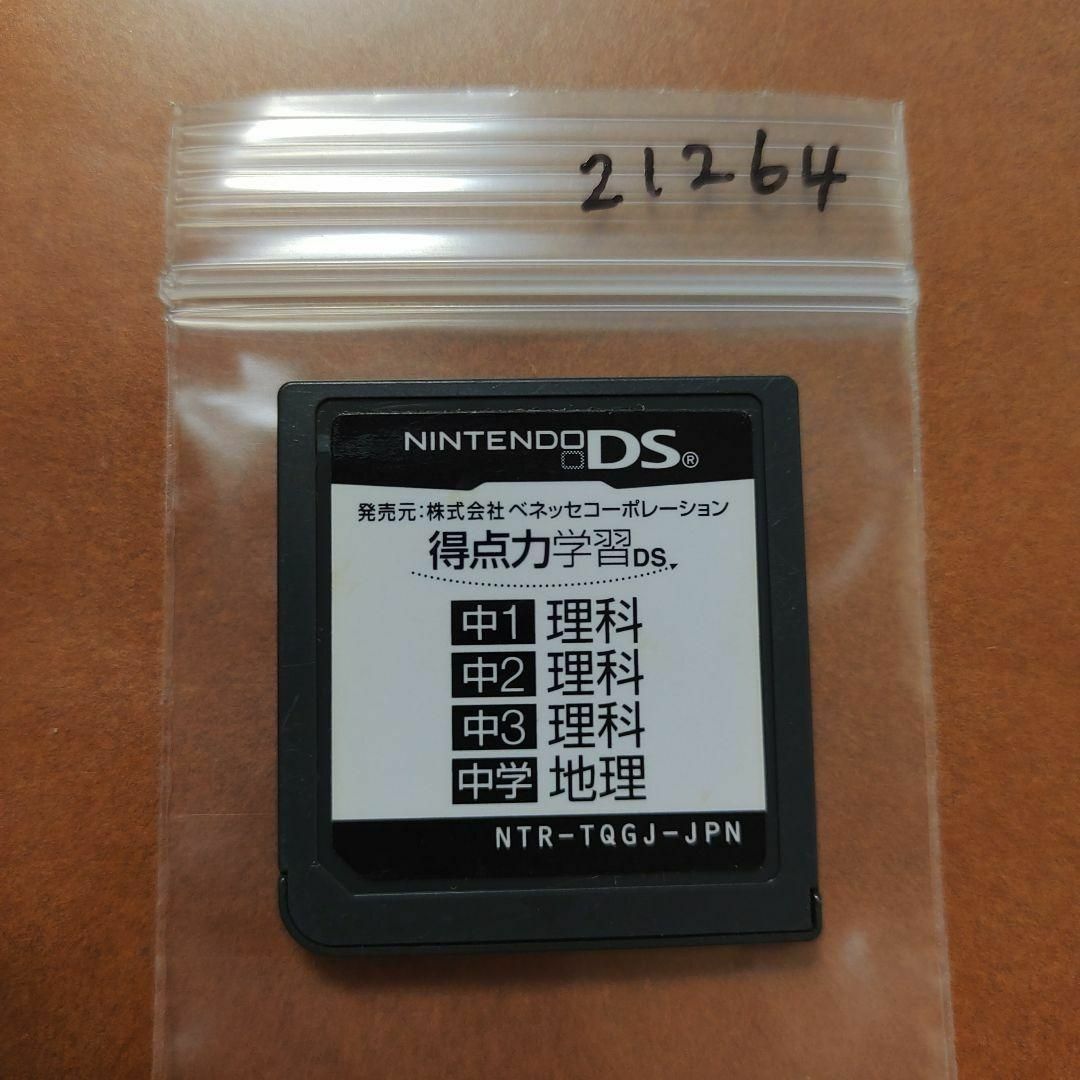 21264
NINTENDO DS®
発売元:株式会社 ベネッセコーポレーション
得点力学習DS
中1 理科
中2 理科
中3 理科
中学 地理
NTR-TQGJ-JPN